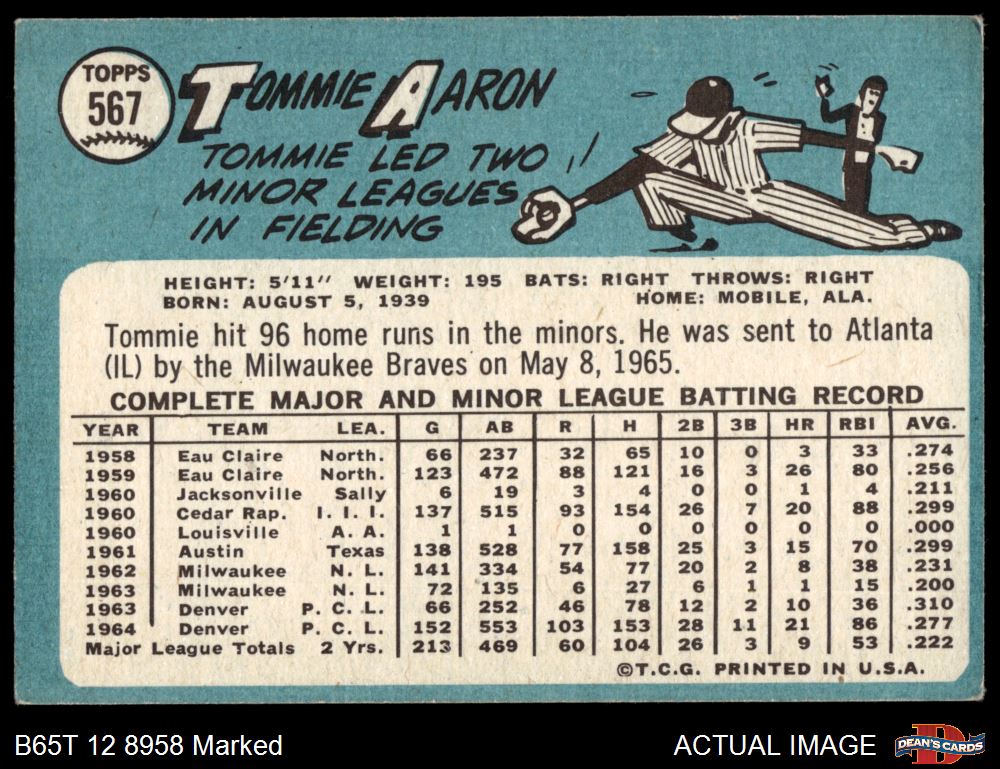 TOPPS
567
TOMMIE AARON
TOMMIE LED TWO
MINOR LEAGUES
IN FIELDING
HEIGHT: 5'11" WEIGHT: 195 BATS: RIGHT THROWS: RIGHT
BORN: AUGUST 5, 1939 HOME: MOBILE, ALA.
Tommie hit 96 home runs in the minors. He was sent to Atlanta
(IL) by the Milwaukee Braves on May 8, 1965.
COMPLETE MAJOR AND MINOR LEAGUE BATTING RECORD
YEAR TEAM LEA. G AB R H 2B 3B HR RBI AVG.
1958 Eau Claire North. 66 237 32 65 10 0 3 33 .274
1959 Eau Claire North. 123 472 88 121 16 3 26 80 .256
1960 Jacksonville Sally 6 19 3 4 0 0 1 4 .211
1960 Cedar Rap. I. I. I. 137 515 93 154 26 7 20 88 .299
1960 Louisville A. A. 1 1 0 0 0 0 0 0 .000
1961 Austin Texas 138 528 77 158 25 3 15 70 .299
1962 Milwaukee N. L. 141 334 54 77 20 2 8 38 .231
1963 Milwaukee N. L. 72 135 6 27 6 1 1 15 .200
1963 Denver P. C. L. 66 252 46 78 12 2 10 36 .310
1964 Denver P. C. L. 152 553 103 153 28 11 21 86 .277
Major League Totals 2 Yrs. 213 469 60 104 26 3 9 53 .222
©T.C.G. PRINTED IN U.S.A.
B65T 12 8958 Marked
ACTUAL IMAGE
D
DEAN'S CARDS